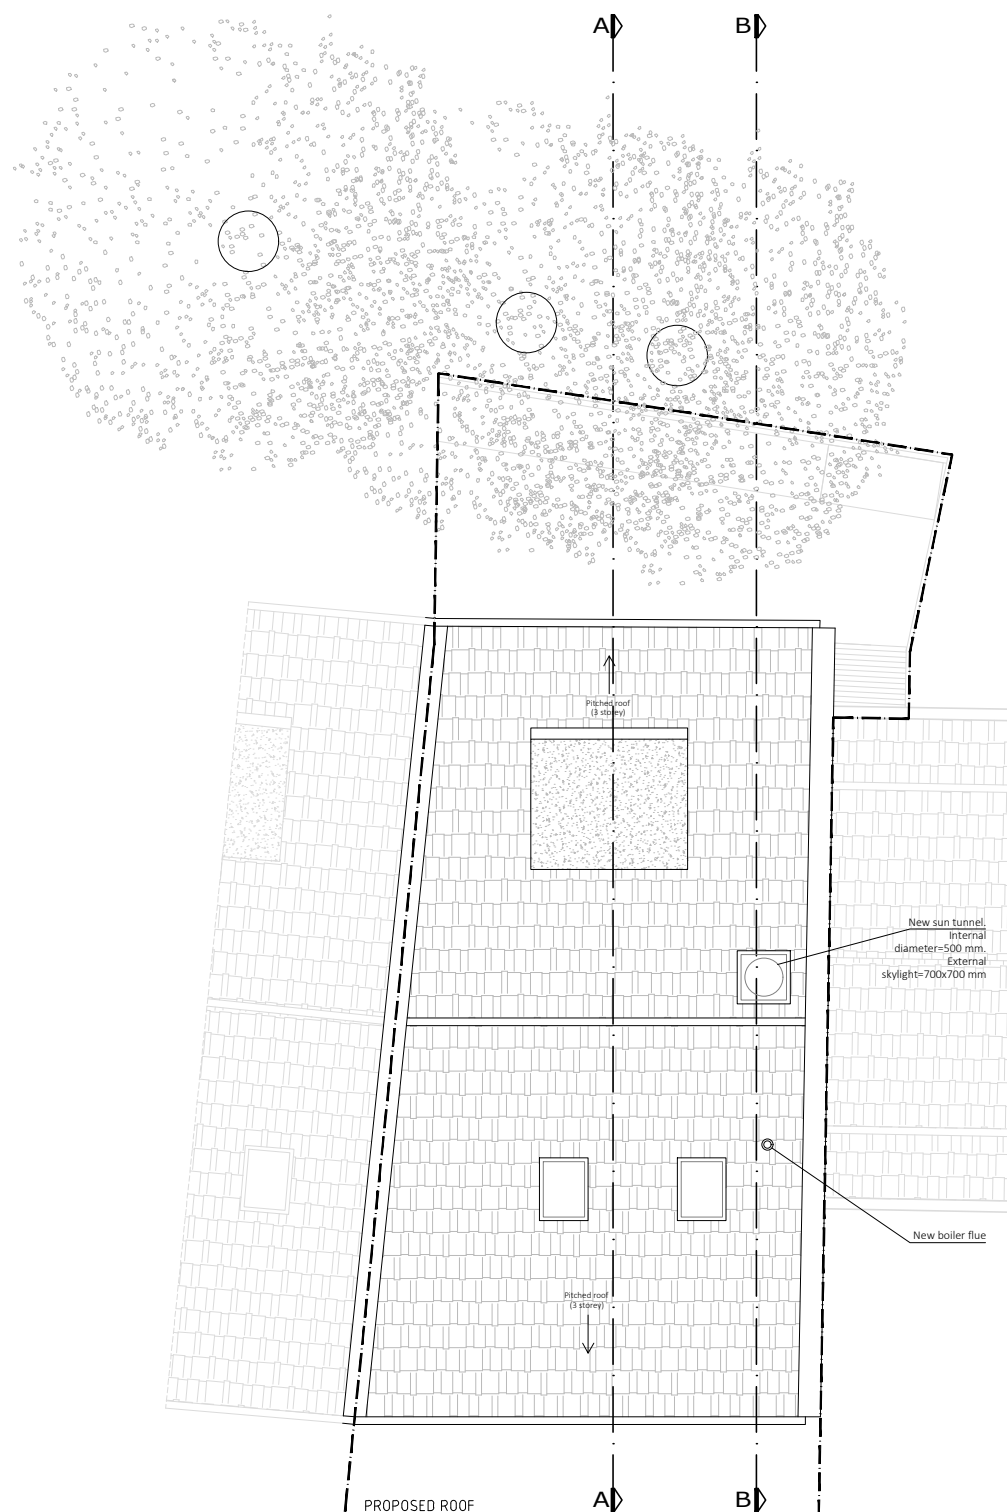 A
B
Pitched roof
(3 storey)
New sun tunnel.
Internal
diameter=500 mm.
External
skylight=700x700 mm
New boiler flue
Pitched roof
(3 storey)
A
B
PROPOSED ROOF